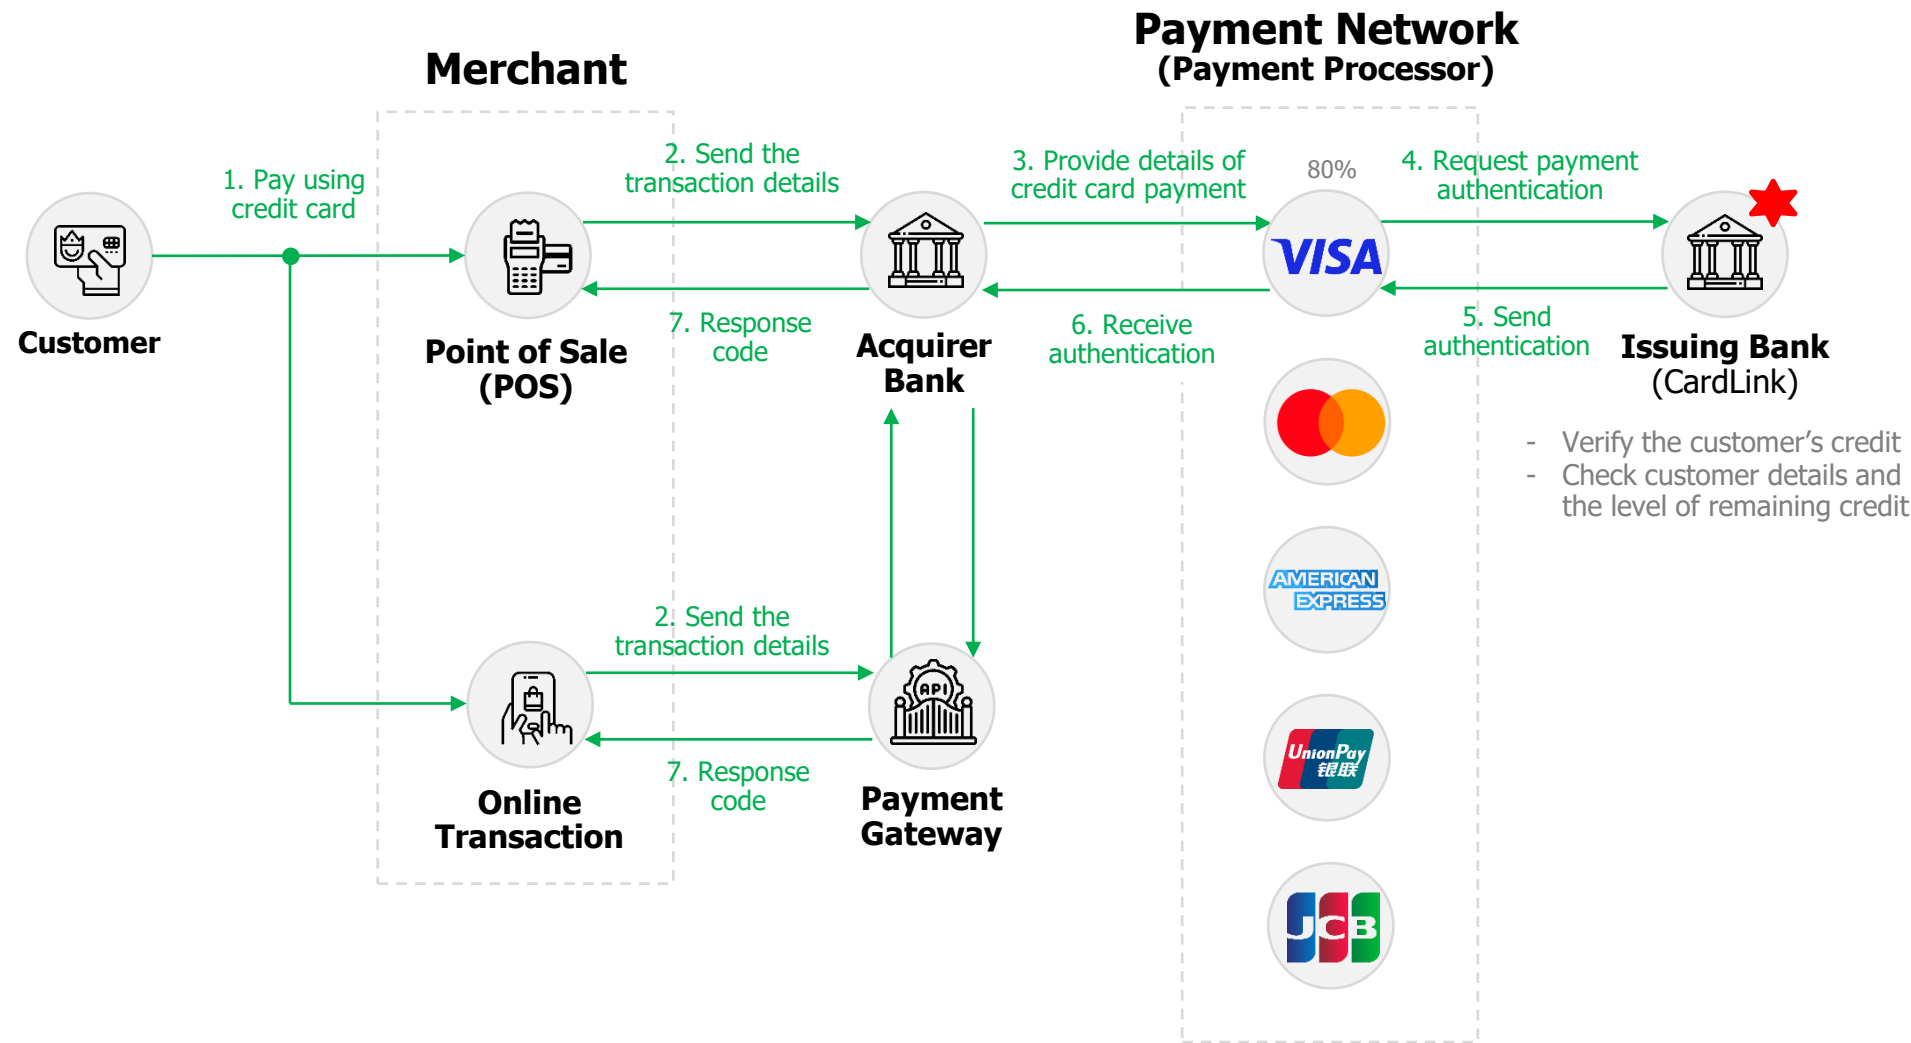 Payment Network
(Payment Processor)
Merchant
1. Pay using
credit card
2. Send the
transaction details
3. Provide details of
credit card payment
80%
4. Request payment
authentication
VISA
Customer
Point of Sale
(POS)
7. Response
code
Acquirer
Bank
6. Receive
authentication
5. Send
authentication
Issuing Bank
(CardLink)
- Verify the customer’s credit
- Check customer details and
the level of remaining credit
AMERICAN
EXPRESS
2. Send the
transaction details
API
7. Response
code
Online
Transaction
Payment
Gateway
UnionPay
银联
JCB